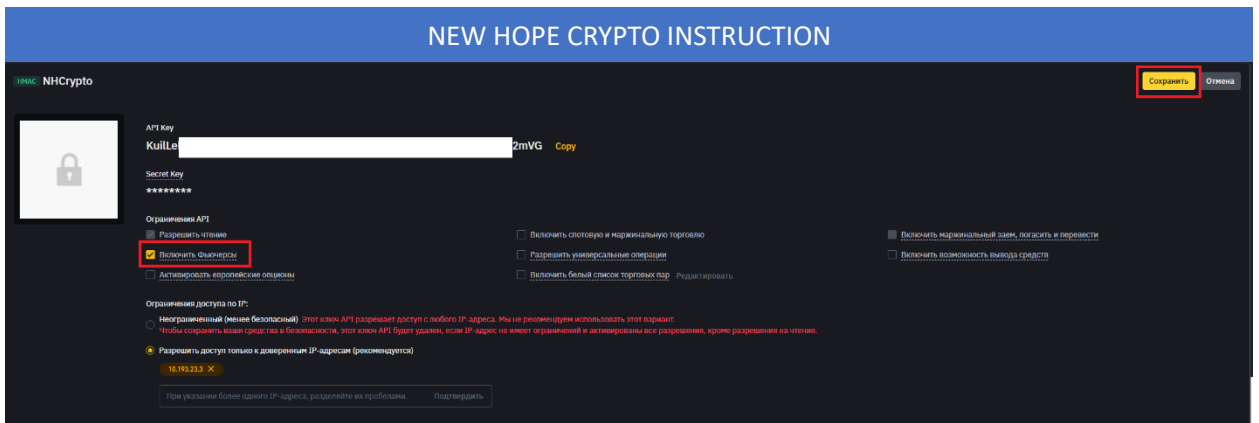 NEW HOPE CRYPTO INSTRUCTION
HMAC NHCrypto
Сохранить Отмена
API Key
KuilLe 2mVG Copy
Secret Key
********
Ограничения API
Разрешить чтение Включить спотовую и маржинальную торговлю Включить маржинальный заем, погасить и перевести
Включить Фьючерсы Разрешить универсальные операции Включить возможность вывода средств
Активировать европейские опционы Включить белый список торговых пар Редактировать
Ограничения доступа по IP:
Неограниченный (менее безопасный) Этот ключ API разрешает доступ с любого IP-адреса. Мы не рекомендуем использовать этот вариант.
Чтобы сохранить ваши средства в безопасности, этот ключ API будет удален, если IP-адрес не имеет ограничений и активированы все разрешения, кроме разрешения на чтение.
Разрешить доступ только к доверенным IP-адресам (рекомендуется)
10.193.23.3 ×
При указании более одного IP-адреса, разделяйте их пробелами. Подтвердить